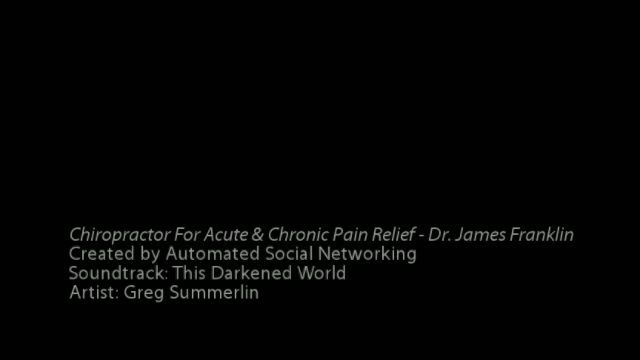 Chiropractor For Acute & Chronic Pain Relief - Dr. James Franklin
Created by Automated Social Networking
Soundtrack: This Darkened World
Artist: Greg Summerlin